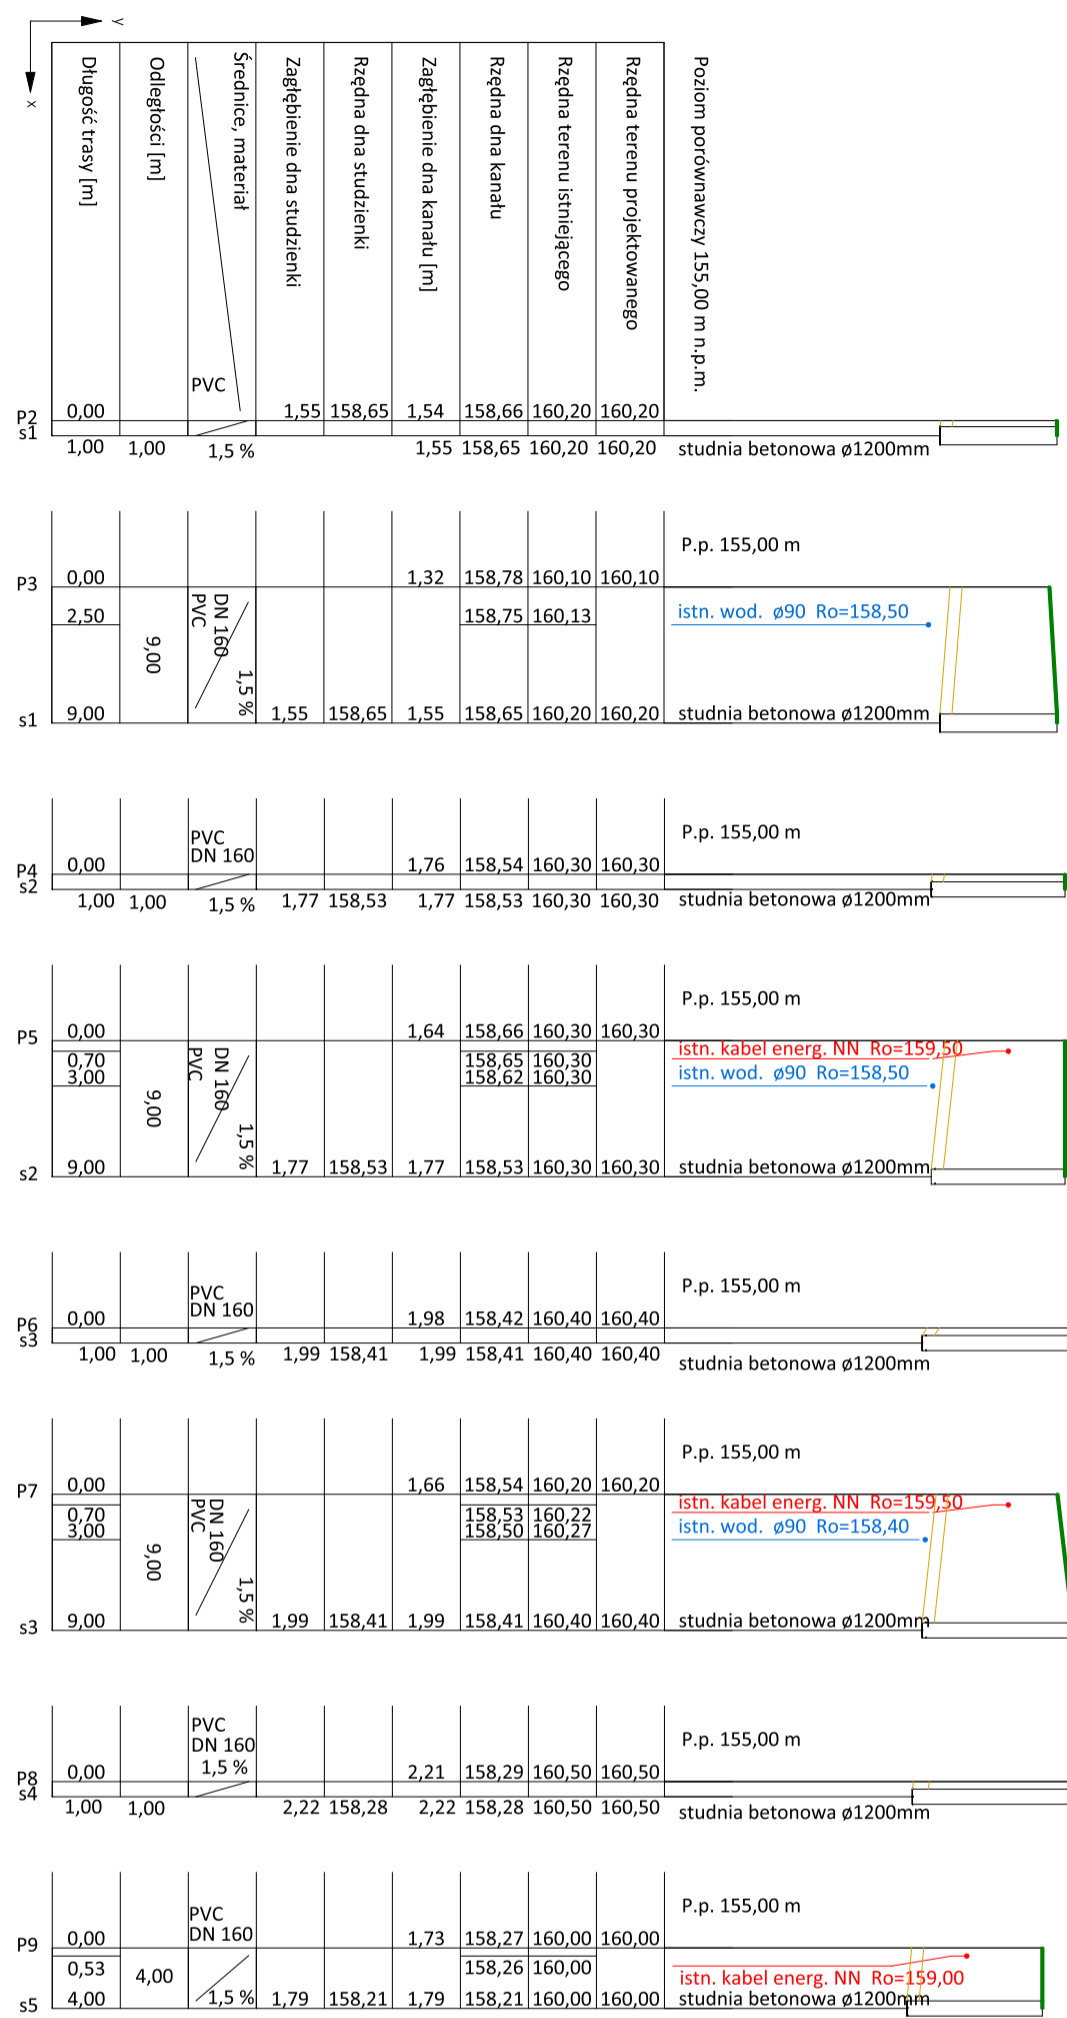 Y
x
Długość trasy [m]
Odległości [m]
Średnice, materiał
Zagłębienie dna studzienki
Rzędna dna studzienki
Zagłębienie dna kanału [m]
Rzędna dna kanału
Rzędna terenu istniejącego
Rzędna terenu projektowanego
Poziom porównawczy 155,00 m n.p.m.
PVC
P2 0,00 1,55 158,65 1,54 158,66 160,20 160,20
s1 1,00 1,00 1,5 % 1,55 158,65 160,20 160,20 studnia betonowa ø1200mm
P.p. 155,00 m
P3 0,00 1,32 158,78 160,10 160,10
2,50 158,75 160,13 istn. wod. ø90 Ro=158,50
DN 160
PVC
9,00
1,5 %
s1 9,00 1,55 158,65 1,55 158,65 160,20 160,20 studnia betonowa ø1200mm
P.p. 155,00 m
PVC
DN 160
P4 0,00 1,76 158,54 160,30 160,30
s2 1,00 1,00 1,5 % 1,77 158,53 1,77 158,53 160,30 160,30 studnia betonowa ø1200mm
P.p. 155,00 m
P5 0,00 1,64 158,66 160,30 160,30
0,70 158,65 160,30 istn. kabel energ. NN Ro=159,50
3,00 158,62 160,30 istn. wod. ø90 Ro=158,50
DN 160
PVC
9,00
1,5 %
s2 9,00 1,77 158,53 1,77 158,53 160,30 160,30 studnia betonowa ø1200mm
P.p. 155,00 m
PVC
DN 160
P6 0,00 1,98 158,42 160,40 160,40
s3 1,00 1,00 1,5 % 1,99 158,41 1,99 158,41 160,40 160,40 studnia betonowa ø1200mm
P.p. 155,00 m
P7 0,00 1,66 158,54 160,20 160,20
0,70 158,53 160,22 istn. kabel energ. NN Ro=159,50
3,00 158,50 160,27 istn. wod. ø90 Ro=158,40
DN 160
PVC
9,00
1,5 %
s3 9,00 1,99 158,41 1,99 158,41 160,40 160,40 studnia betonowa ø1200mm
PVC
P.p. 155,00 m
DN 160
1,5 %
P8 0,00 2,21 158,29 160,50 160,50
s4 1,00 1,00 2,22 158,28 2,22 158,28 160,50 160,50 studnia betonowa ø1200mm
P.p. 155,00 m
PVC
DN 160
P9 0,00 1,73 158,27 160,00 160,00
0,53 158,26 160,00 istn. kabel energ. NN Ro=159,00
4,00
s5 4,00 1,5 % 1,79 158,21 1,79 158,21 160,00 160,00 studnia betonowa ø1200mm